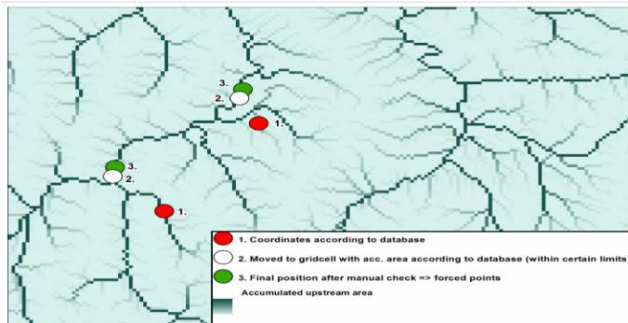 3.
2.
1.
3.
2.
1.
1. Coordinates according to database
2. Moved to gridcell with acc. area according to database (within certain limits)
3. Final position after manual check => forced points
Accumulated upstream area